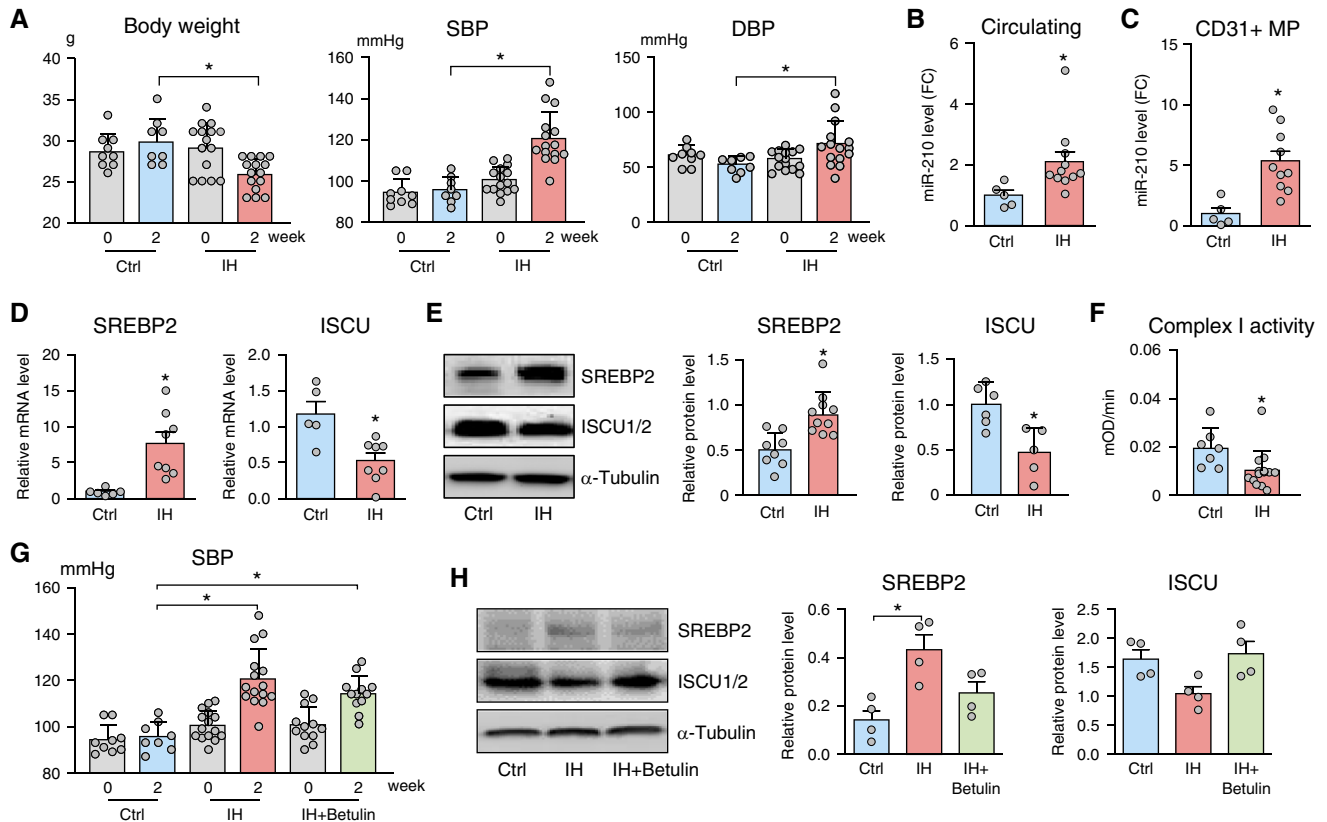 A
Body weight
g
40
35
30
25
20
0 2 0 2
Ctrl IH
SBP
mmHg
160
140
120
100
80
0 2 0 2 week
Ctrl IH
DBP
mmHg
150
100
50
0
0 2 0 2 week
Ctrl IH
*
*
*
B
Circulating
miR-210 level (FC)
6
4
2
0
*
Ctrl IH
C
CD31+ MP
miR-210 level (FC)
15
10
5
0
*
Ctrl IH
D
SREBP2
Relative mRNA level
20
15
10
5
0
*
Ctrl IH
ISCU
Relative mRNA level
2.0
1.5
1.0
0.5
0.0
*
Ctrl IH
E
SREBP2
ISCU1/2
α-Tubulin
Ctrl IH
SREBP2
Relative protein level
1.5
1.0
0.5
0
*
Ctrl IH
ISCU
Relative protein level
1.5
1.0
0.5
0
*
Ctrl IH
F
Complex I activity
mOD/min
0.06
0.04
0.02
0
*
Ctrl IH
G
SBP
mmHg
160
140
120
100
80
*
*
0 2 0 2 0 2 week
Ctrl IH IH+Betulin
H
SREBP2
ISCU1/2
α-Tubulin
Ctrl IH IH+Betulin
SREBP2
Relative protein level
0.6
0.4
0.2
0.0
*
Ctrl IH IH+
Betulin
ISCU
Relative protein level
2.5
2.0
1.5
1.0
0.5
0.0
Ctrl IH IH+
Betulin